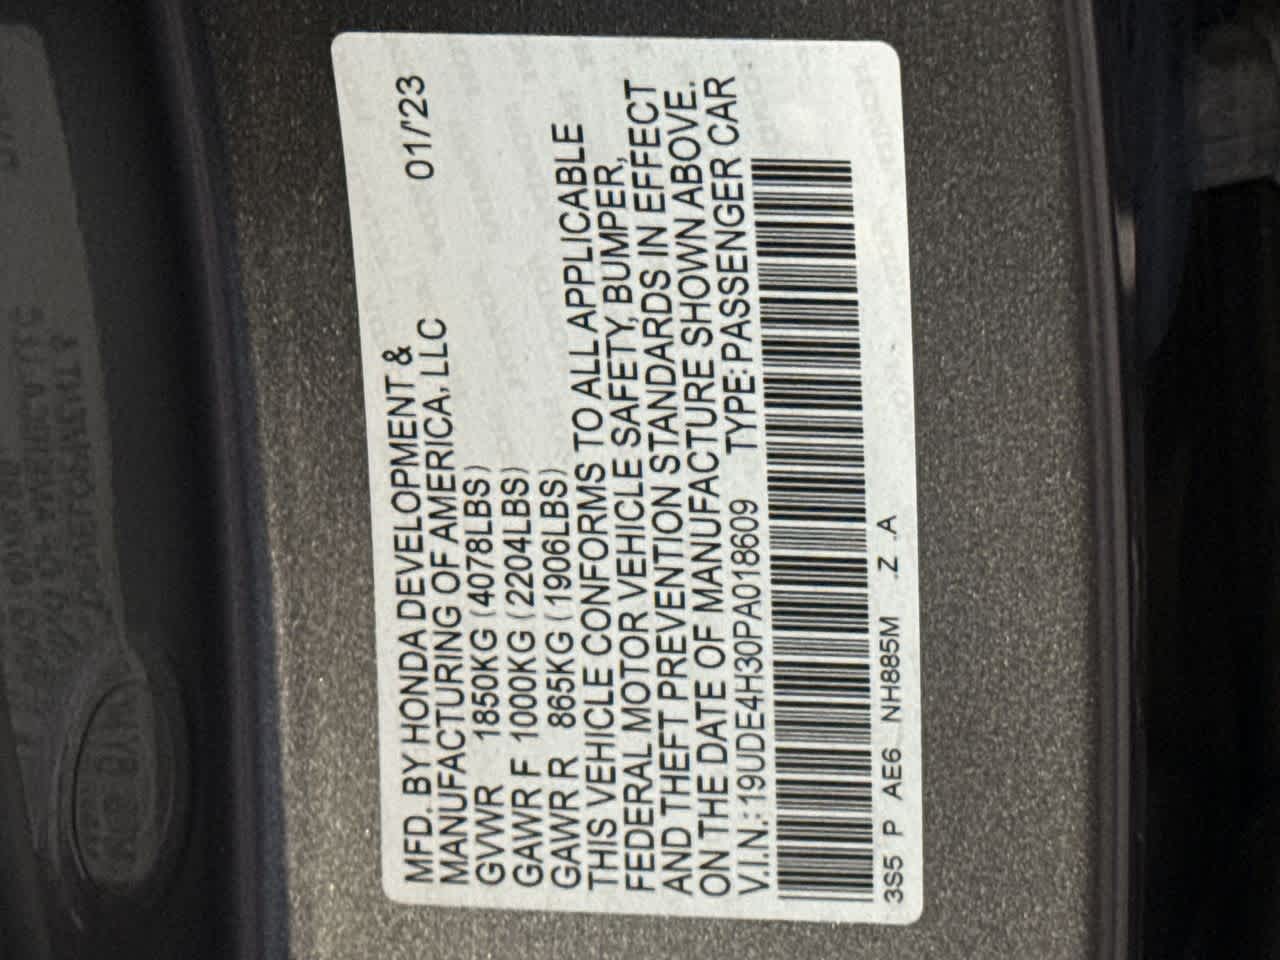 MFD. BY HONDA DEVELOPMENT &
MANUFACTURING OF AMERICA, LLC 01/'23
GVWR 1850KG (4078LBS)
GAWR F 1000KG (2204LBS)
GAWR R 865KG (1906LBS)
THIS VEHICLE CONFORMS TO ALL APPLICABLE
FEDERAL MOTOR VEHICLE SAFETY, BUMPER,
AND THEFT PREVENTION STANDARDS IN EFFECT
ON THE DATE OF MANUFACTURE SHOWN ABOVE.
V.I.N.: 19UDE4H30PA018609 TYPE: PASSENGER CAR
3S5 P AE6 NH885M Z A